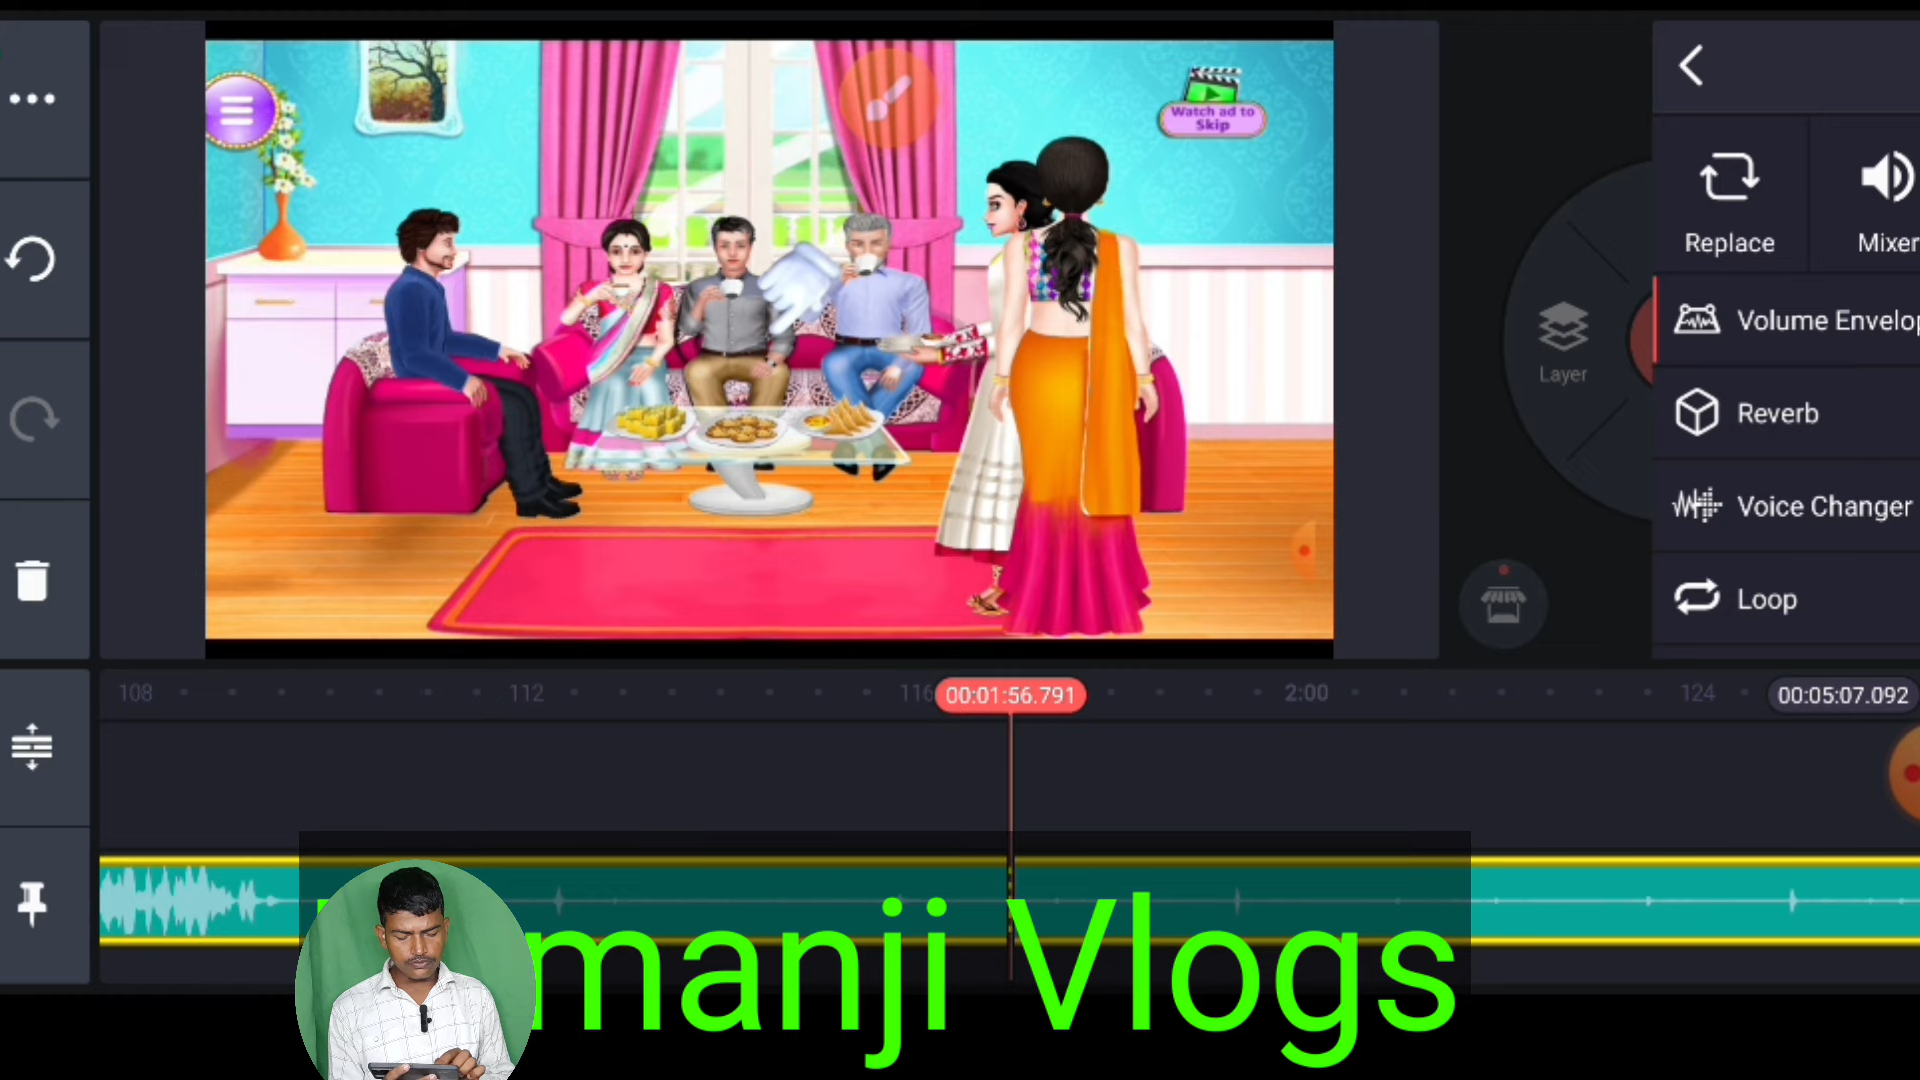 Watch ad to
Skip
Replace
Mixer
Layer
Volume Envelop
Reverb
Voice Changer
Loop
108 112 116 00:01:56.791 2:00 124 00:05:07.092
manji Vlogs